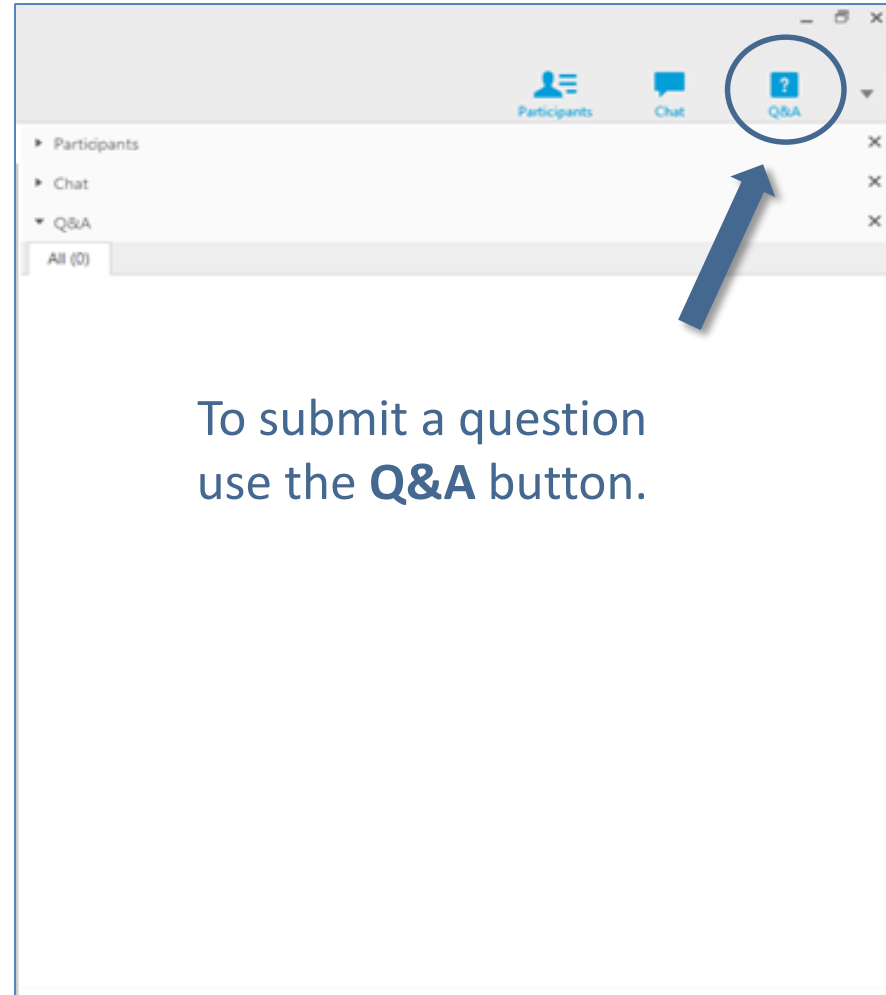 Participants Chat Q&A
Participants
Chat
Q&A
All (0)
To submit a question
use the Q&A button.